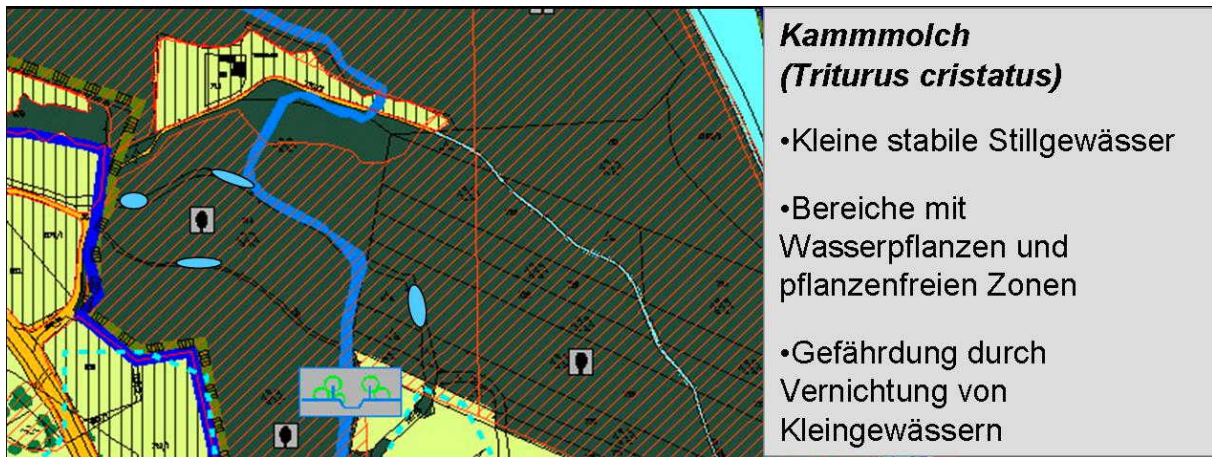 Kammmolch
(Triturus cristatus)
•Kleine stabile Stillgewässer
•Bereiche mit
Wasserpflanzen und
pflanzenfreien Zonen
•Gefährdung durch
Vernichtung von
Kleingewässern